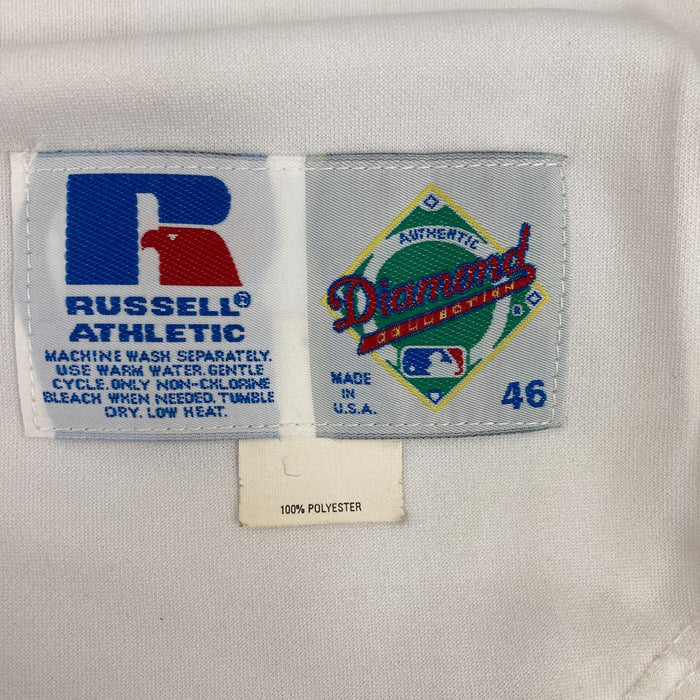 RUSSELL®
ATHLETIC
MACHINE WASH SEPARATELY.
USE WARM WATER. GENTLE
CYCLE. ONLY NON-CHLORINE
BLEACH WHEN NEEDED. TUMBLE
DRY. LOW HEAT.
AUTHENTIC
Diamond
COLLECTION
®
MADE
IN
U.S.A.
46
L
100% POLYESTER